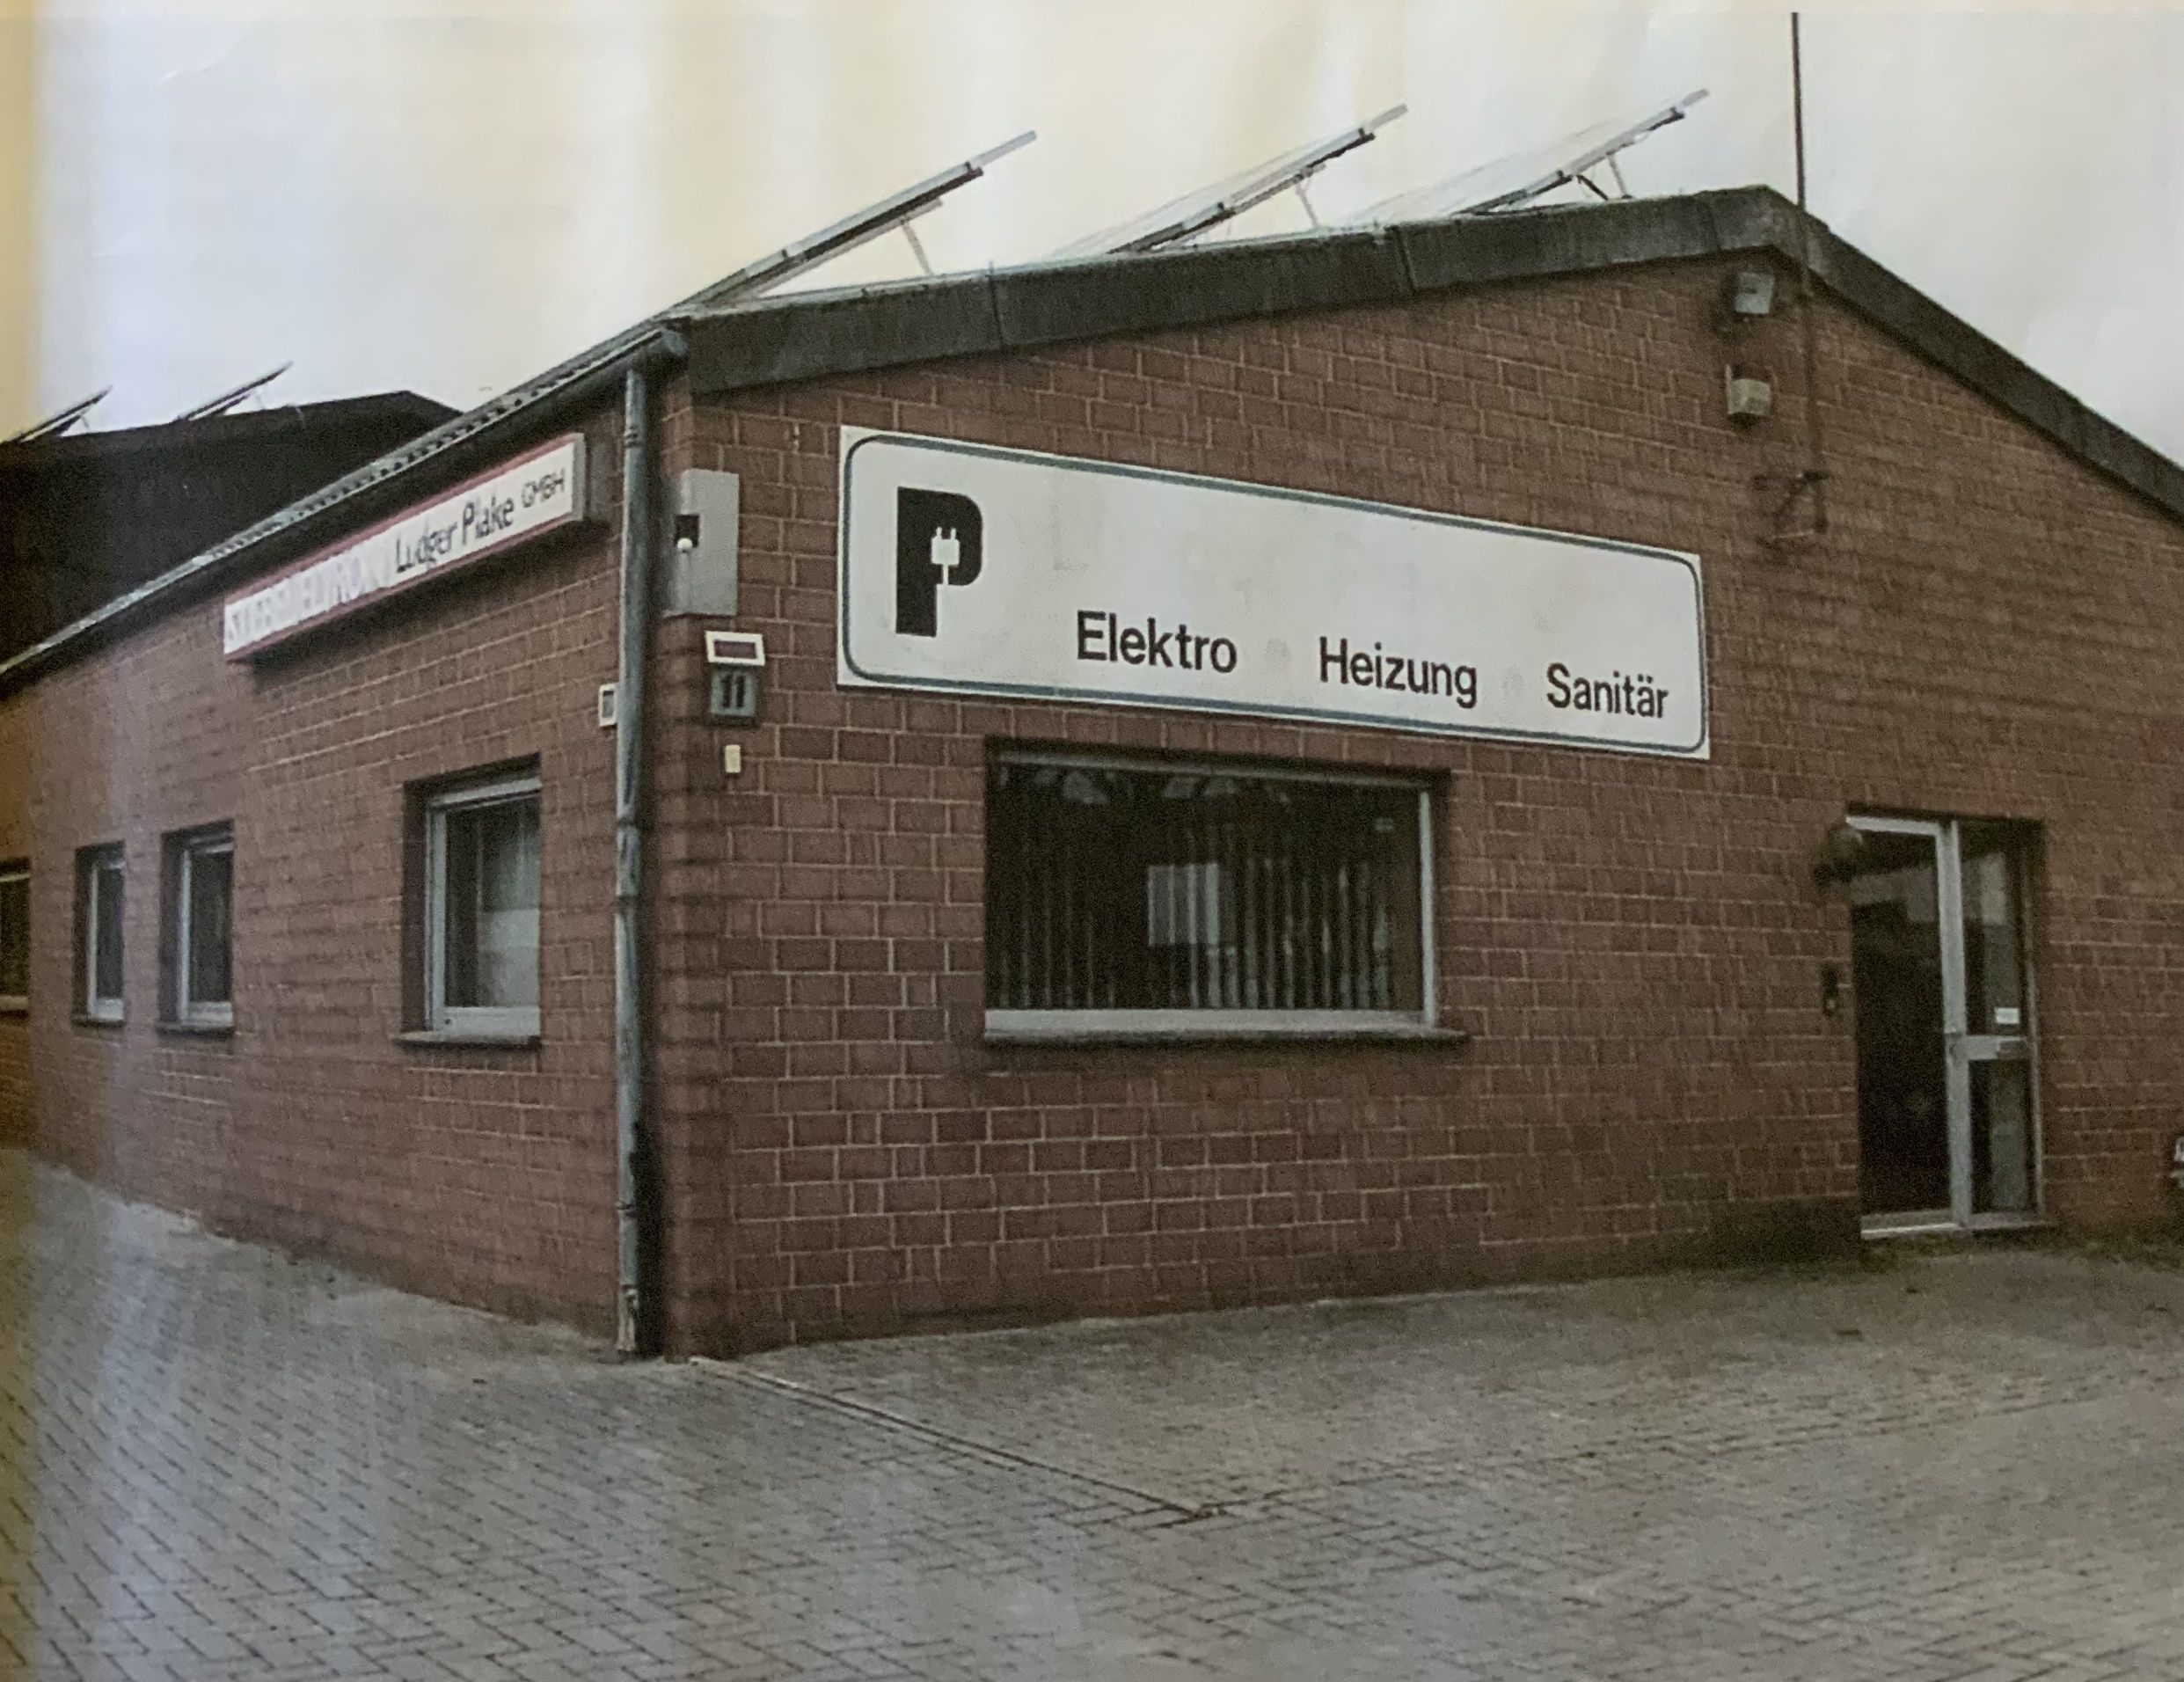 Ludger Plake GMBH
P
Elektro Heizung Sanitär
11